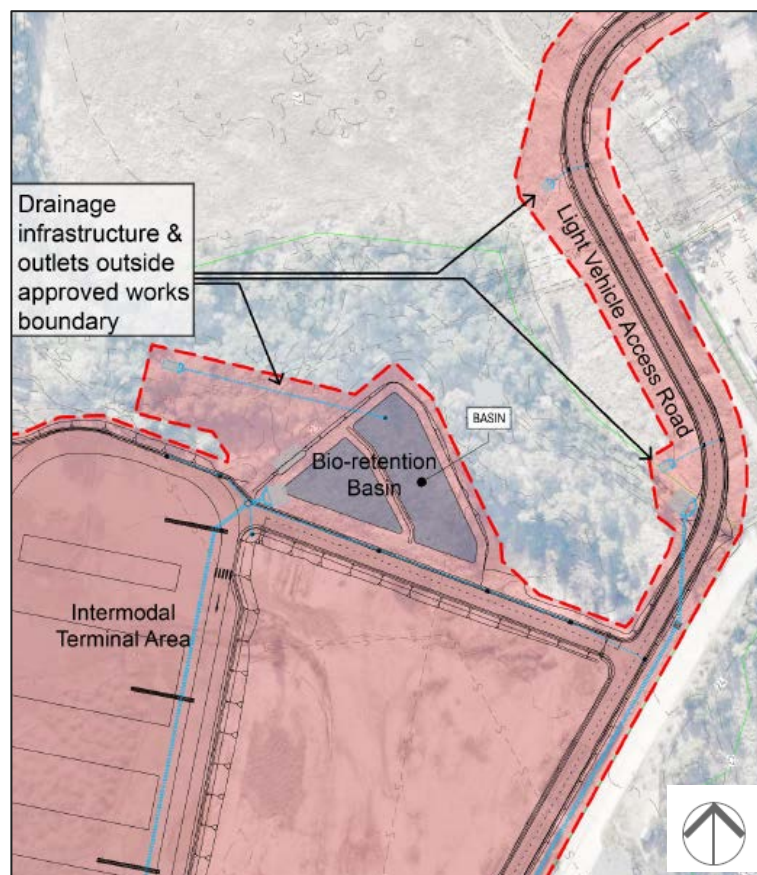 Drainage
infrastructure &
outlets outside
approved works
boundary
Light Vehicle Access Road
BASIN
Bio-retention
Basin
Intermodal
Terminal Area